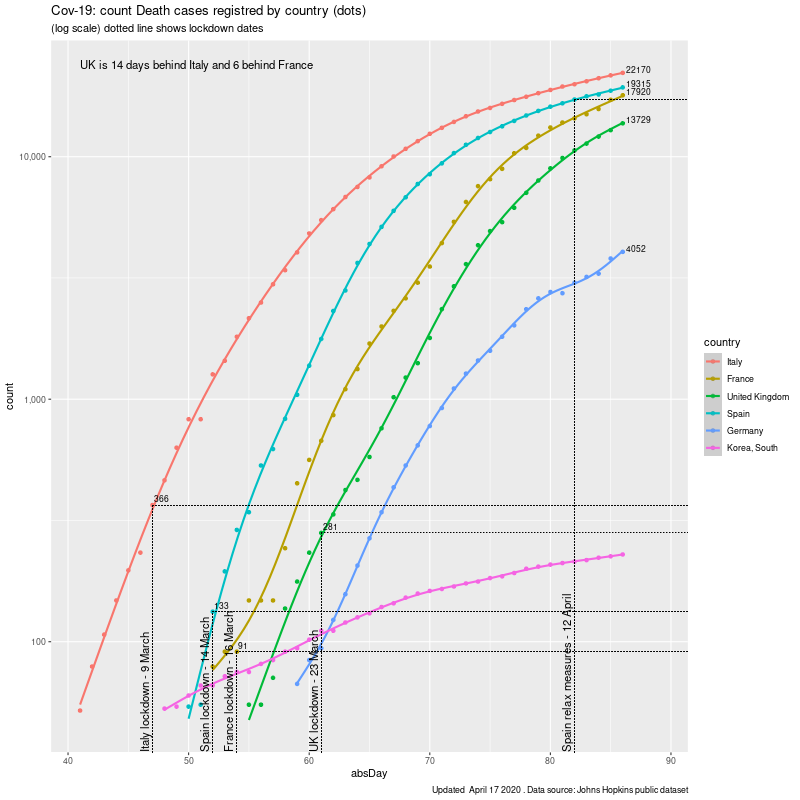 Cov-19: count Death cases registred by country (dots)
(log scale) dotted line shows lockdown dates
UK is 14 days behind Italy and 6 behind France
22170
19315
17920
13729
4052
366
281
133
91
10,000
1,000
100
count
Italy lockdown - 9 March
Spain lockdown - 14 March
France lockdown - 16 March
UK lockdown - 23 March
Spain relax measures - 12 April
40
50
60
70
80
90
absDay
country
Italy
France
United Kingdom
Spain
Germany
Korea, South
Updated April 17 2020 . Data source: Johns Hopkins public dataset